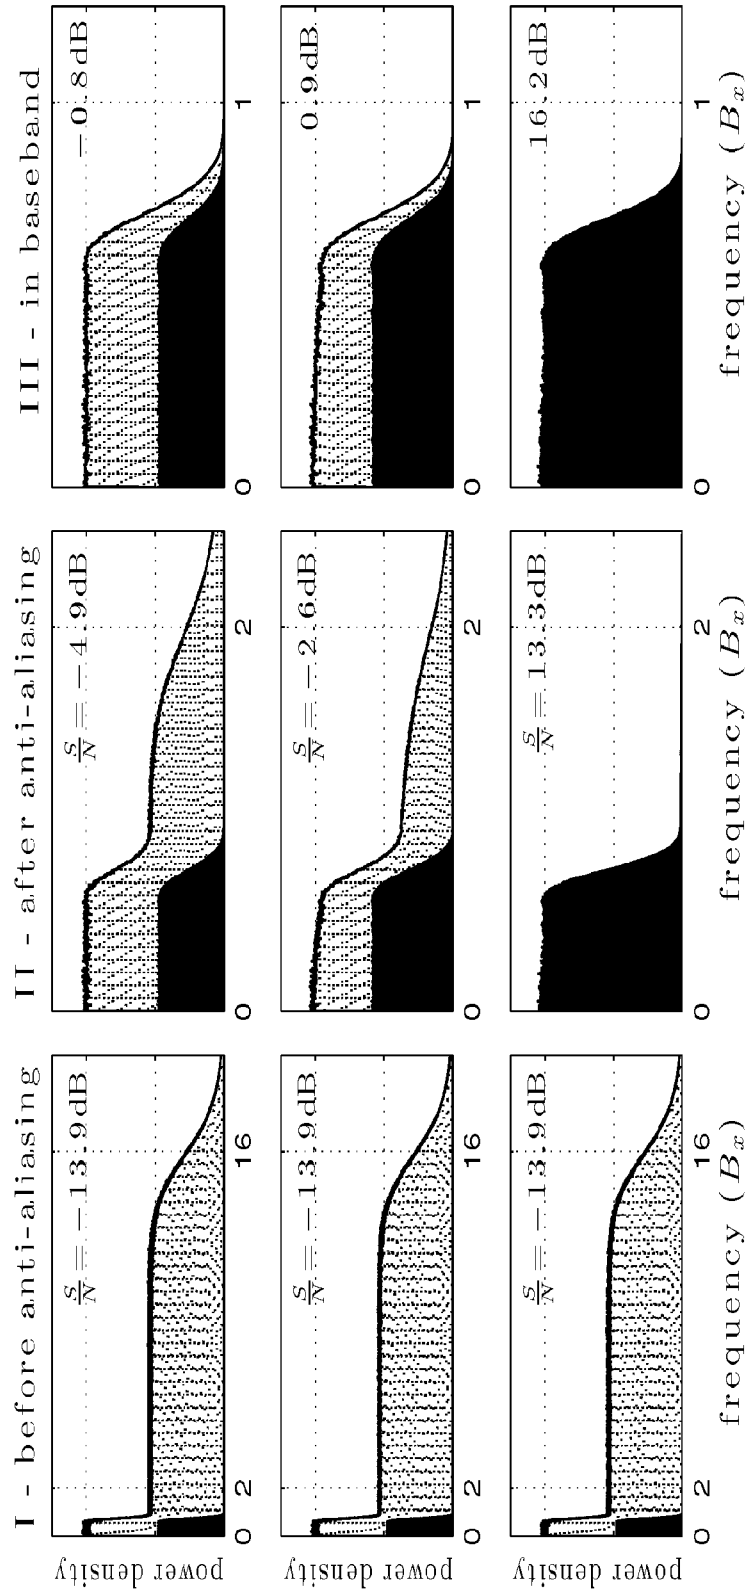 I - before anti-aliasing
II - after anti-aliasing
III - in baseband
power density
S/N = −13.9dB
0 2 16
S/N = −4.9dB
0 2
−0.8dB
0 1
power density
S/N = −13.9dB
0 2 16
S/N = −2.6dB
0 2
0.9dB
0 1
power density
S/N = −13.9dB
0 2 16
frequency (Bₓ)
S/N = 13.3dB
0 2
frequency (Bₓ)
16.2dB
0 1
frequency (Bₓ)